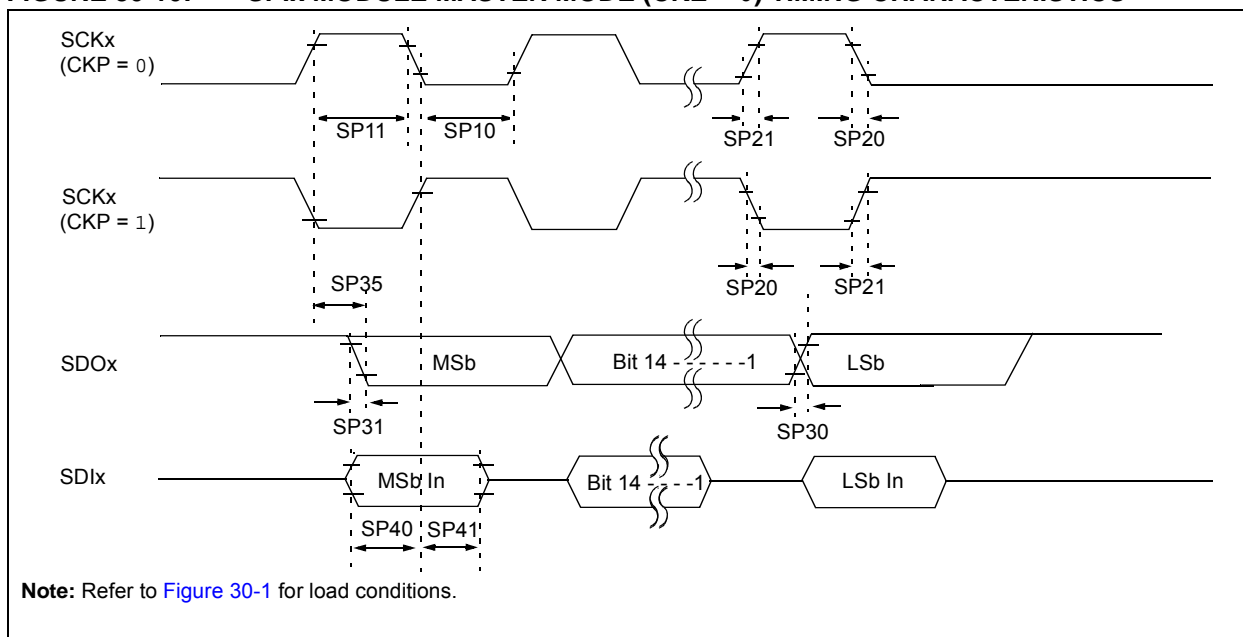 SCKx
(CKP = 0)
SP11
SP10
SP21
SP20
SCKx
(CKP = 1)
SP35
SP20
SP21
SDOx
MSb
Bit 14 - - - - - -1
LSb
SP31
SP30
SDIx
MSb In
Bit 14 - - - -1
LSb In
SP40
SP41
Note: Refer to Figure 30-1 for load conditions.